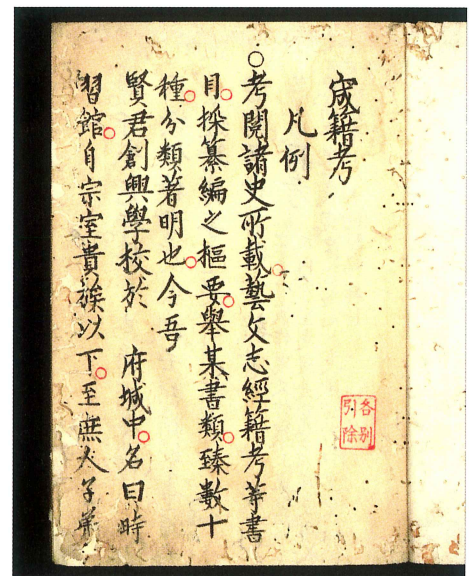 宬籍考
凡例
○考閲諸史所載藝文志經籍考等書
目採纂編之樞要舉某書類臻數十
種分類著明也今吾
賢君創興學校於　府城中名曰時
習館自宗室貴族以下至庶人子弟
各別
引除